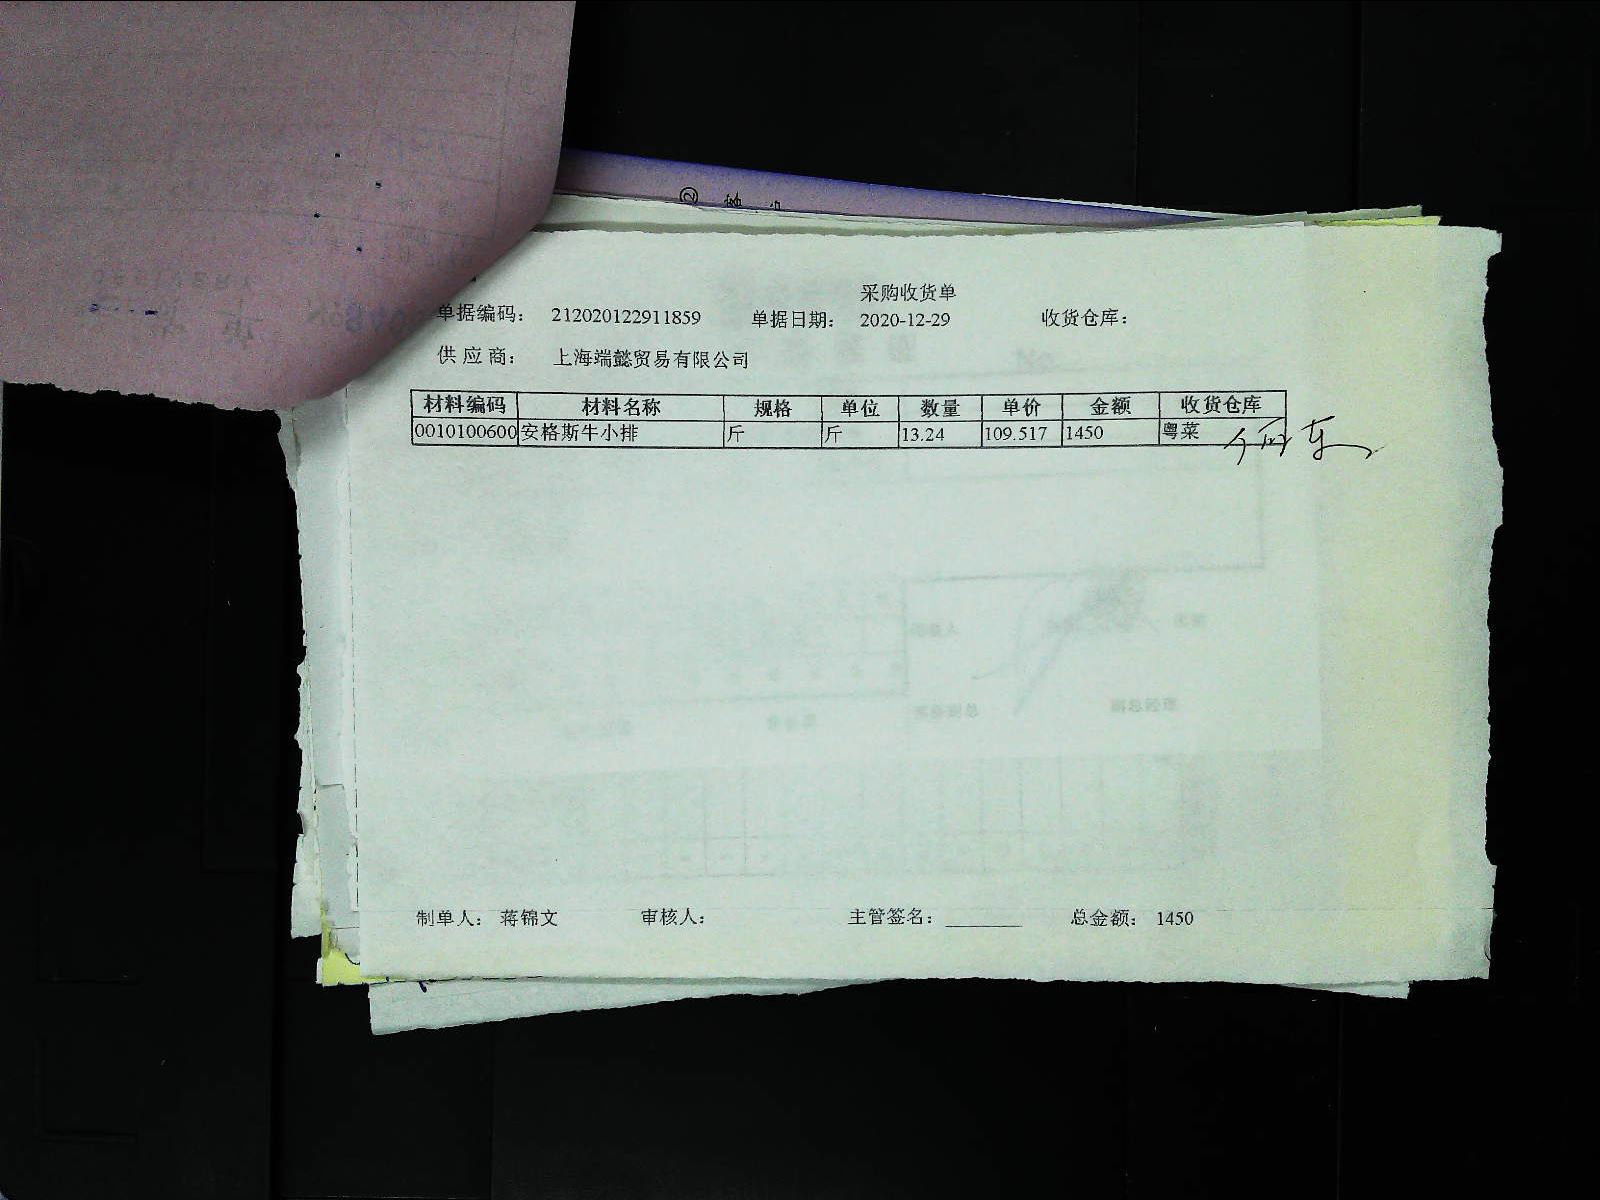 采购收货单
单据编码： 212020122911859 单据日期： 2020-12-29 收货仓库：
供应商： 上海端懿贸易有限公司
材料编码 材料名称 规格 单位 数量 单价 金额 收货仓库
0010100600 安格斯牛小排 斤 斤 13.24 109.517 1450 粤菜
制单人： 蒋锦文 审核人： 主管签名：________ 总金额： 1450